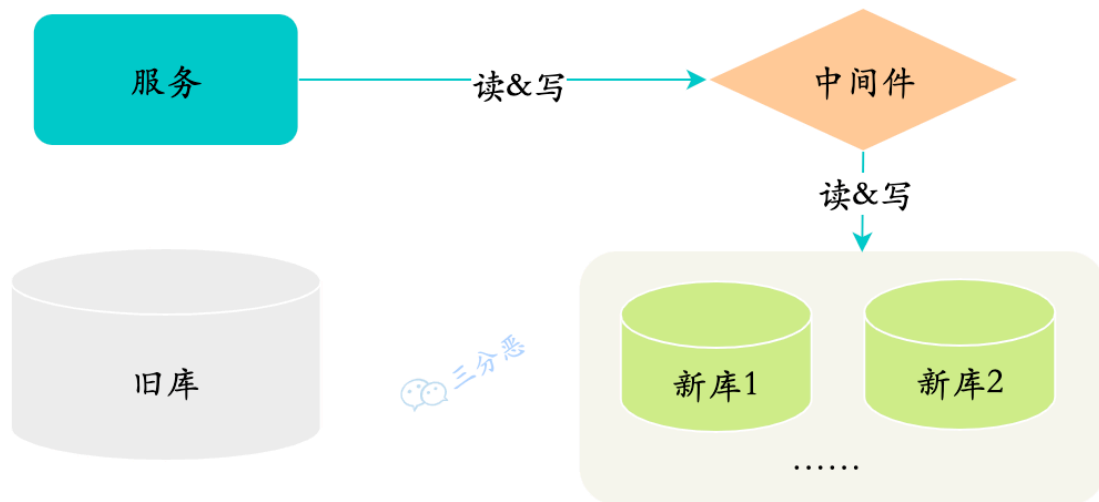 服务
读&写
中间件
读&写
旧库
三分恶
新库1
新库2
......